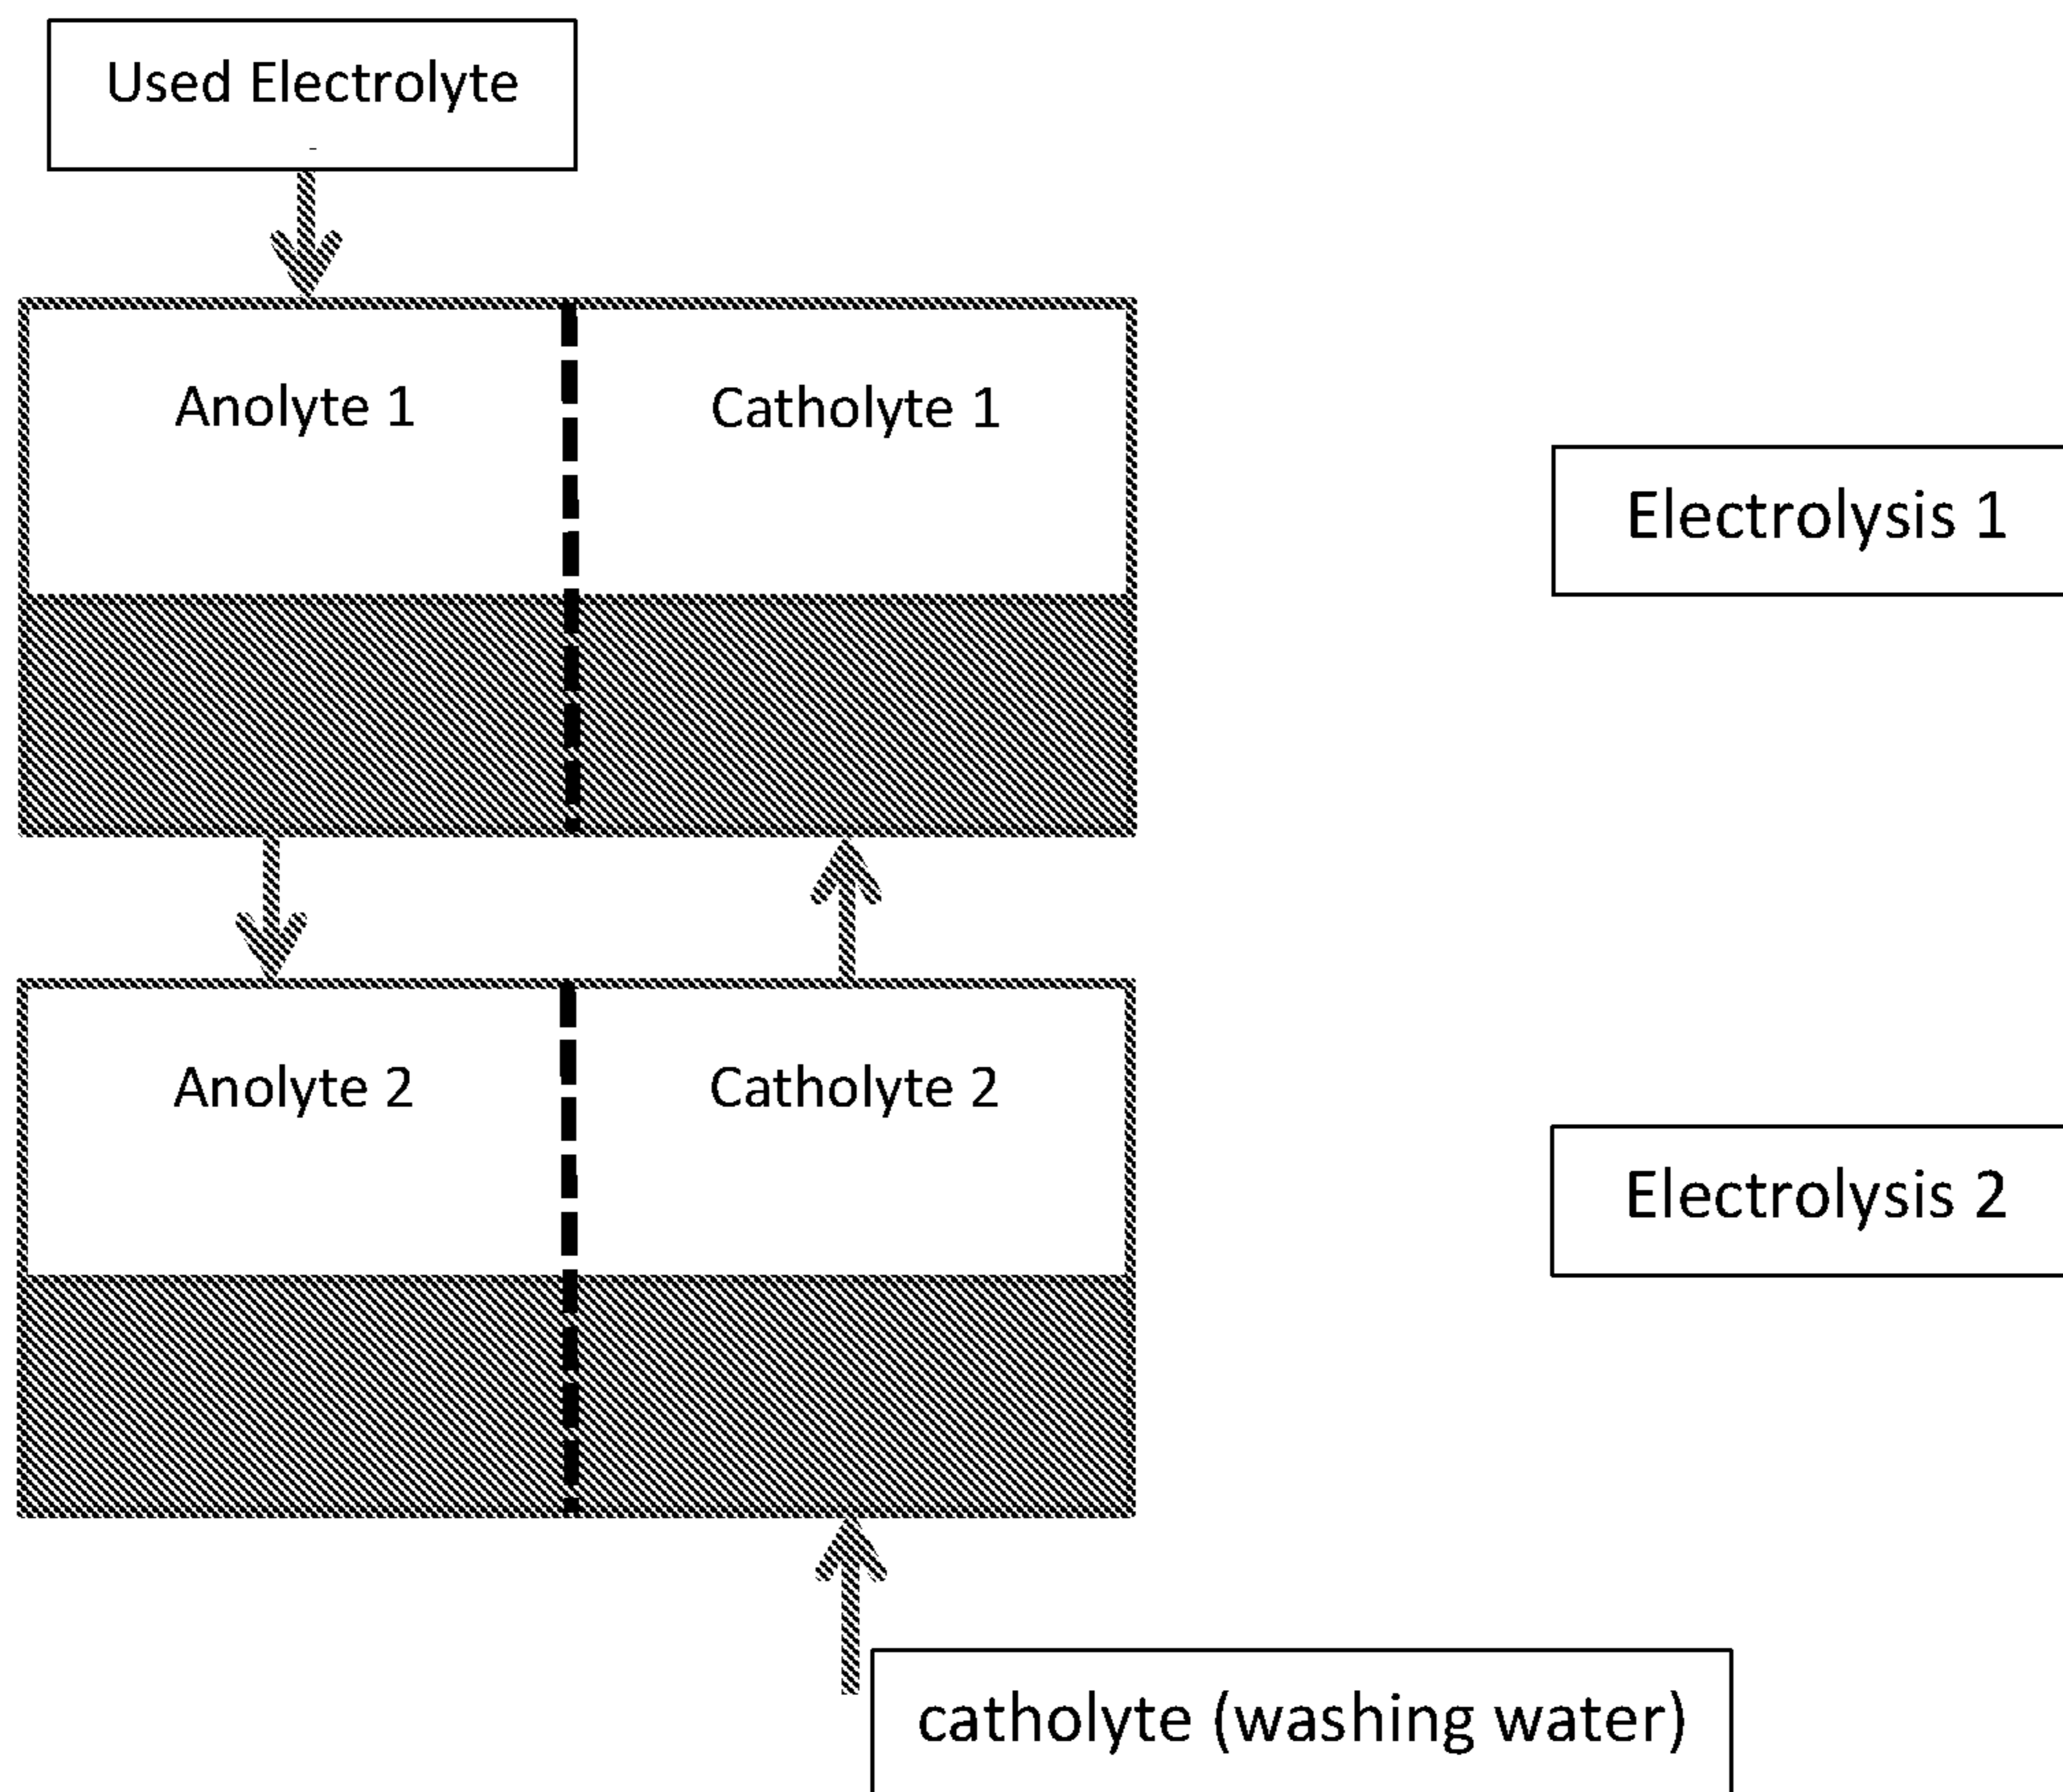 Used Electrolyte
Anolyte 1
Catholyte 1
Electrolysis 1
Anolyte 2
Catholyte 2
Electrolysis 2
catholyte (washing water)